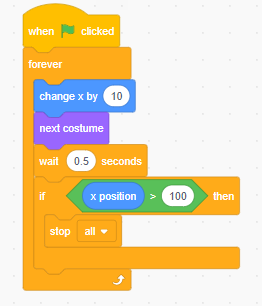 when clicked
forever
change x by 10
next costume
wait 0.5 seconds
if x position > 100 then
stop all